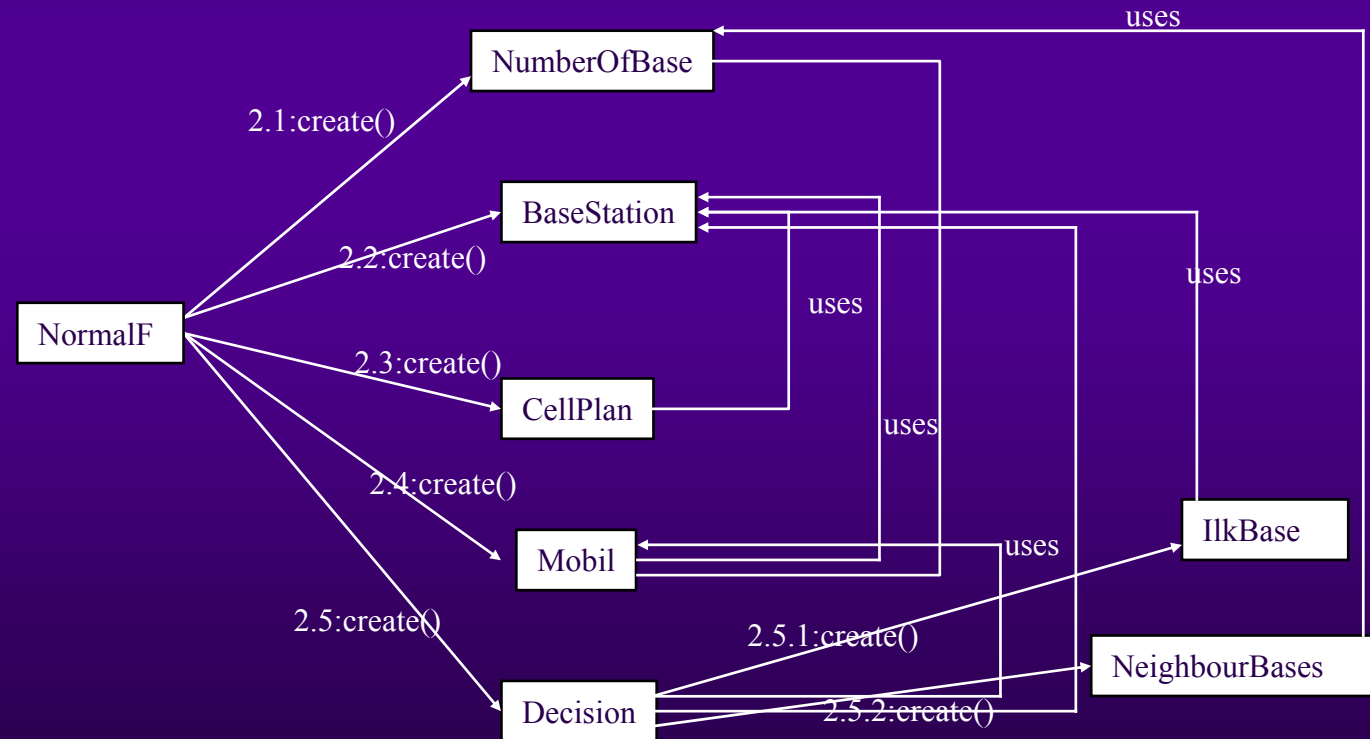 uses
NumberOfBase
2.1:create()
BaseStation
2.2:create()
uses
uses
NormalF
2.3:create()
CellPlan
uses
2.4:create()
IlkBase
Mobil
uses
2.5:create()
2.5.1:create()
NeighbourBases
Decision
2.5.2:create()